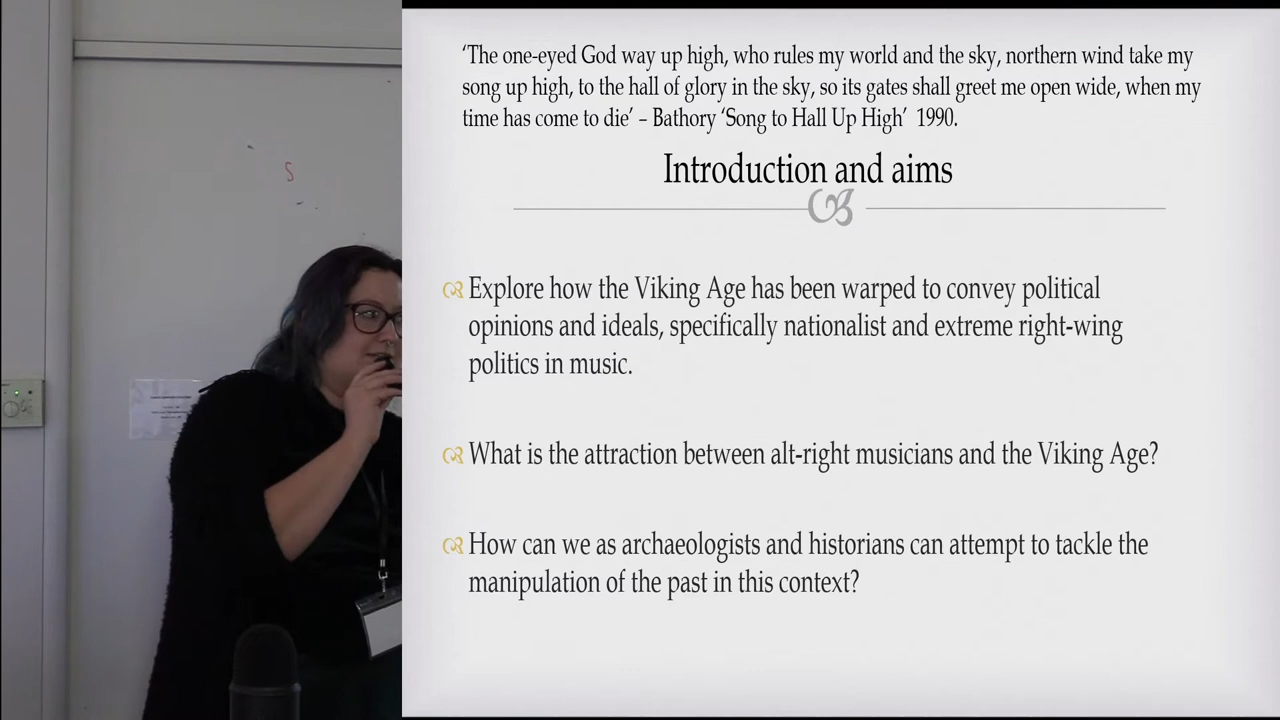 ‘The one-eyed God way up high, who rules my world and the sky, northern wind take my
song up high, to the hall of glory in the sky, so its gates shall greet me open wide, when my
time has come to die’ – Bathory ‘Song to Hall Up High’ 1990.
Introduction and aims
Explore how the Viking Age has been warped to convey political
opinions and ideals, specifically nationalist and extreme right-wing
politics in music.
What is the attraction between alt-right musicians and the Viking Age?
How can we as archaeologists and historians can attempt to tackle the
manipulation of the past in this context?
S